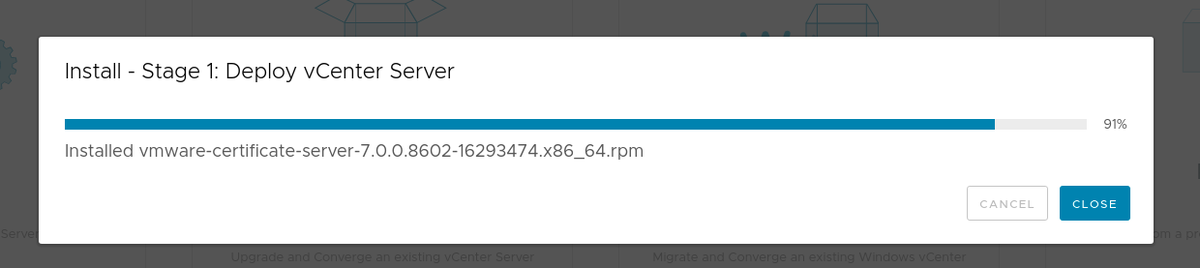 Install - Stage 1: Deploy vCenter Server
91%
Installed vmware-certificate-server-7.0.0.8602-16293474.x86_64.rpm
CANCEL
CLOSE
Server
om a pr
Upgrade and Converge an existing vCenter Server
Migrate and Converge an existing Windows vCenter